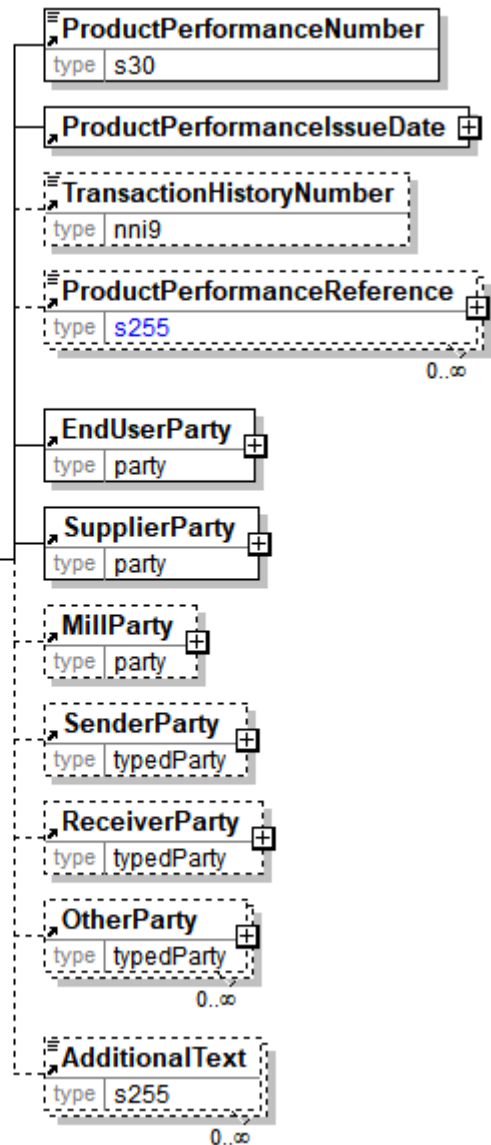 ProductPerformanceNumber
type s30
ProductPerformanceIssueDate
TransactionHistoryNumber
type nni9
ProductPerformanceReference
type s255
0..∞
EndUserParty
type party
SupplierParty
type party
MillParty
type party
SenderParty
type typedParty
ReceiverParty
type typedParty
OtherParty
type typedParty
0..∞
AdditionalText
type s255
0..∞